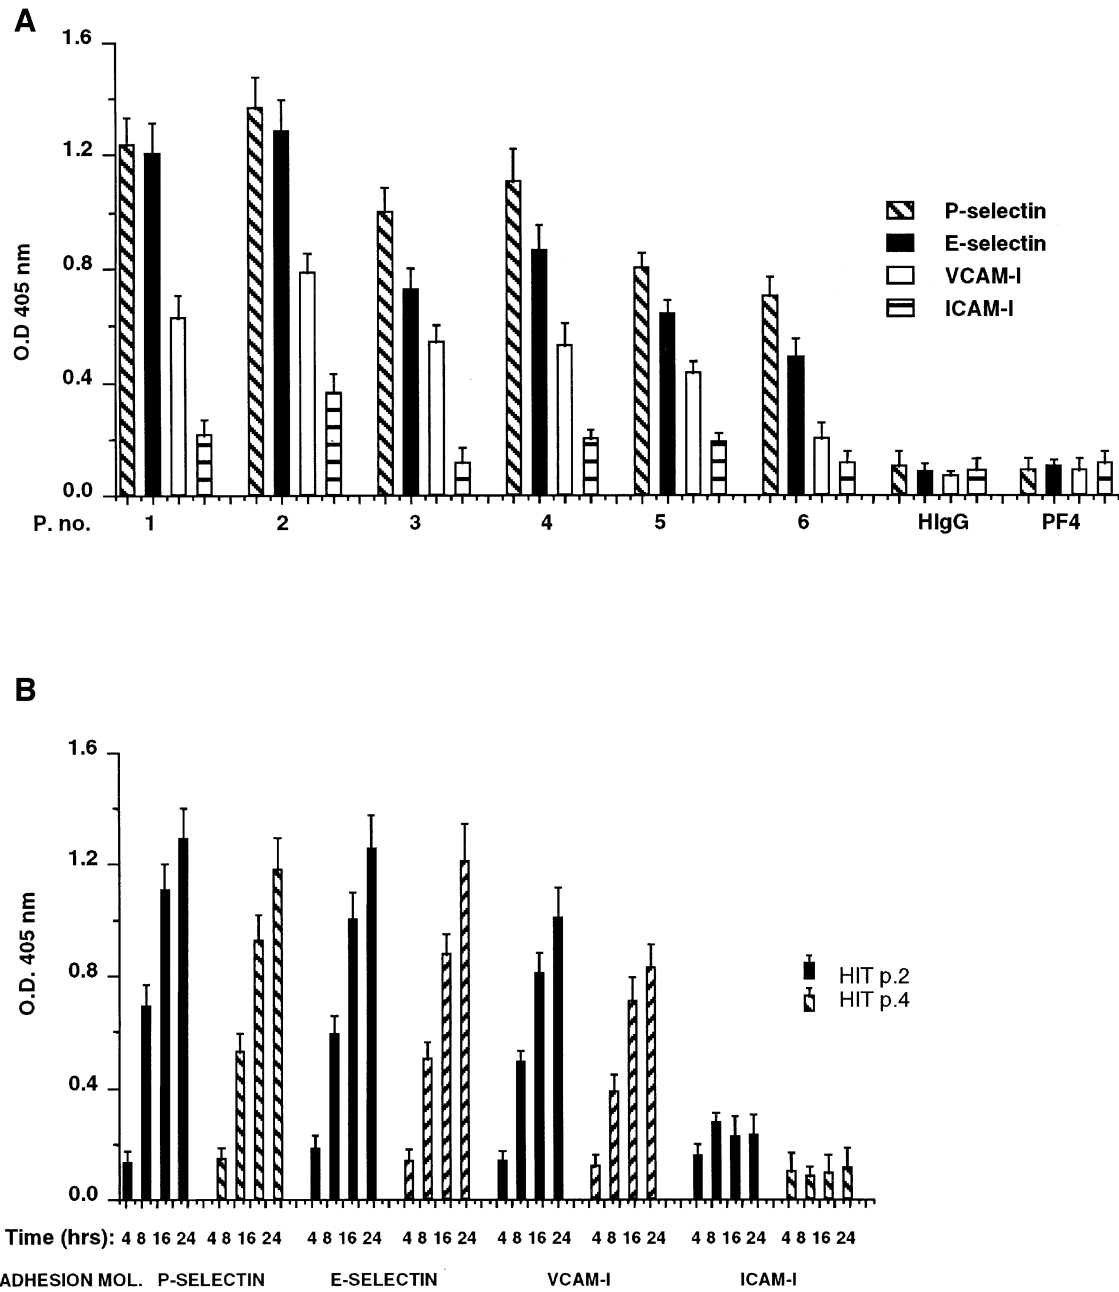 A
1.6
1.2
0.8
0.4
0.0
O.D 405 nm
P-selectin
E-selectin
VCAM-I
ICAM-I
P. no. 1 2 3 4 5 6 HIgG PF4
B
1.6
1.2
0.8
0.4
0.0
O.D. 405 nm
HIT p.2
HIT p.4
Time (hrs): 4 8 16 24 4 8 16 24 4 8 16 24 4 8 16 24 4 8 16 24 4 8 16 24 4 8 16 24 4 8 16 24
ADHESION MOL. P-SELECTIN E-SELECTIN VCAM-I ICAM-I